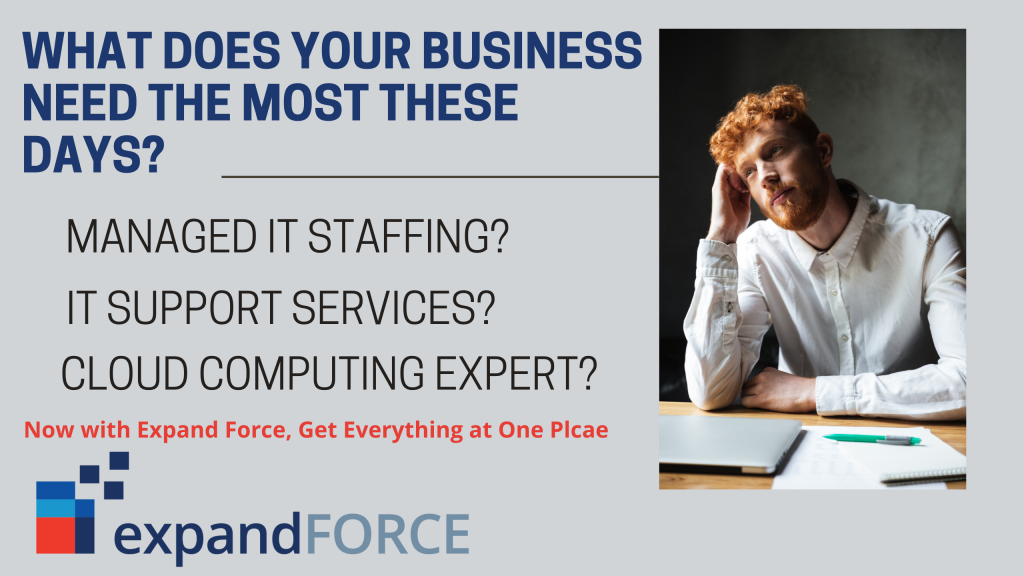 WHAT DOES YOUR BUSINESS
NEED THE MOST THESE
DAYS?
MANAGED IT STAFFING?
IT SUPPORT SERVICES?
CLOUD COMPUTING EXPERT?
Now with Expand Force, Get Everything at One Plcae
expandFORCE